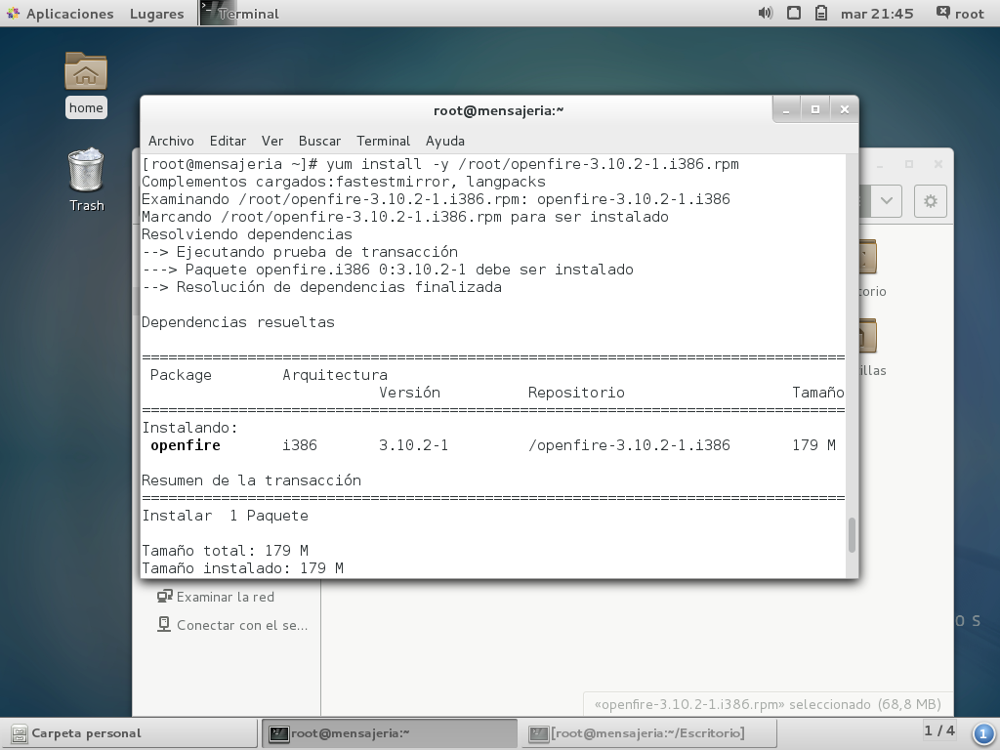 Aplicaciones Lugares Terminal mar 21:45 root
home
Trash
root@mensajeria:~
Archivo Editar Ver Buscar Terminal Ayuda
[root@mensajeria ~]# yum install -y /root/openfire-3.10.2-1.i386.rpm
Complementos cargados:fastestmirror, langpacks
Examinando /root/openfire-3.10.2-1.i386.rpm: openfire-3.10.2-1.i386
Marcando /root/openfire-3.10.2-1.i386.rpm para ser instalado
Resolviendo dependencias
--> Ejecutando prueba de transacción
---> Paquete openfire.i386 0:3.10.2-1 debe ser instalado
--> Resolución de dependencias finalizada
Dependencias resueltas
================================================================================
Package Arquitectura
Versión Repositorio Tamaño
================================================================================
Instalando:
openfire i386 3.10.2-1 /openfire-3.10.2-1.i386 179 M
Resumen de la transacción
================================================================================
Instalar 1 Paquete
Tamaño total: 179 M
Tamaño instalado: 179 M
torio
illas
Examinar la red
Conectar con el se...
OS
«openfire-3.10.2-1.i386.rpm» seleccionado (68,8 MB)
Carpeta personal root@mensajeria:~ [root@mensajeria:~/Escritorio] 1 / 4 1